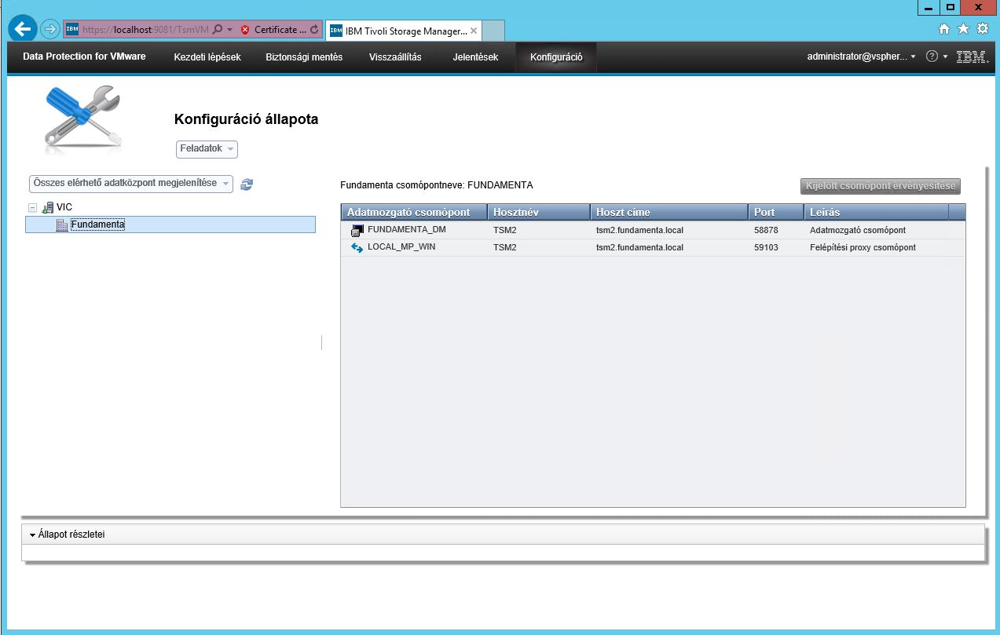 IBM https://localhost:9081/TsmVM Certificate ... IBM IBM Tivoli Storage Manager...
Data Protection for VMware Kezdeti lépések Biztonsági mentés Visszaállítás Jelentések Konfiguráció administrator@vspher... ? IBM.
Konfiguráció állapota
Feladatok
Összes elérhető adatközpont megjelenítése
VIC
Fundamenta
Fundamenta csomópontneve: FUNDAMENTA Kijelölt csomópont érvényesítése
Adatmozgató csomópont Hosztnév Hoszt címe Port Leírás
FUNDAMENTA_DM TSM2 tsm2.fundamenta.local 58878 Adatmozgató csomópont
LOCAL_MP_WIN TSM2 tsm2.fundamenta.local 59103 Felépítési proxy csomópont
Állapot részletei